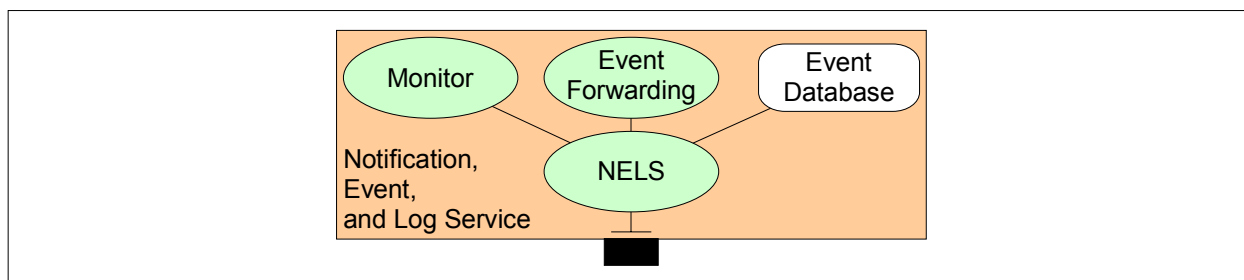 Monitor
Event
Forwarding
Event
Database
Notification,
Event,
and Log Service
NELS